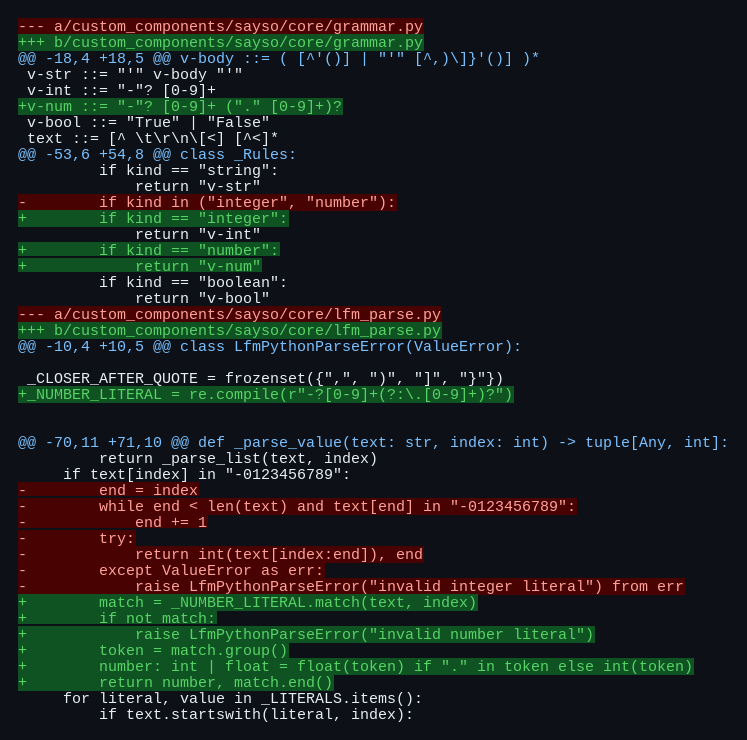 --- a/custom_components/sayso/core/grammar.py
+++ b/custom_components/sayso/core/grammar.py
@@ -18,4 +18,5 @@ v-body ::= ( [^'()] | "'" [^,)\]}'()] )*
 v-str ::= "'" v-body "'"
 v-int ::= "-"? [0-9]+
+v-num ::= "-"? [0-9]+ ("." [0-9]+)?
 v-bool ::= "True" | "False"
 text ::= [^ \t\r\n\[<] [^<]*
@@ -53,6 +54,8 @@ class _Rules:
         if kind == "string":
             return "v-str"
-        if kind in ("integer", "number"):
+        if kind == "integer":
             return "v-int"
+        if kind == "number":
+            return "v-num"
         if kind == "boolean":
             return "v-bool"
--- a/custom_components/sayso/core/lfm_parse.py
+++ b/custom_components/sayso/core/lfm_parse.py
@@ -10,4 +10,5 @@ class LfmPythonParseError(ValueError):

 _CLOSER_AFTER_QUOTE = frozenset({",", ")", "]", "}"})
+_NUMBER_LITERAL = re.compile(r"-?[0-9]+(?:\.[0-9]+)?")


@@ -70,11 +71,10 @@ def _parse_value(text: str, index: int) -> tuple[Any, int]:
         return _parse_list(text, index)
     if text[index] in "-0123456789":
-        end = index
-        while end < len(text) and text[end] in "-0123456789":
-            end += 1
-        try:
-            return int(text[index:end]), end
-        except ValueError as err:
-            raise LfmPythonParseError("invalid integer literal") from err
+        match = _NUMBER_LITERAL.match(text, index)
+        if not match:
+            raise LfmPythonParseError("invalid number literal")
+        token = match.group()
+        number: int | float = float(token) if "." in token else int(token)
+        return number, match.end()
     for literal, value in _LITERALS.items():
         if text.startswith(literal, index):